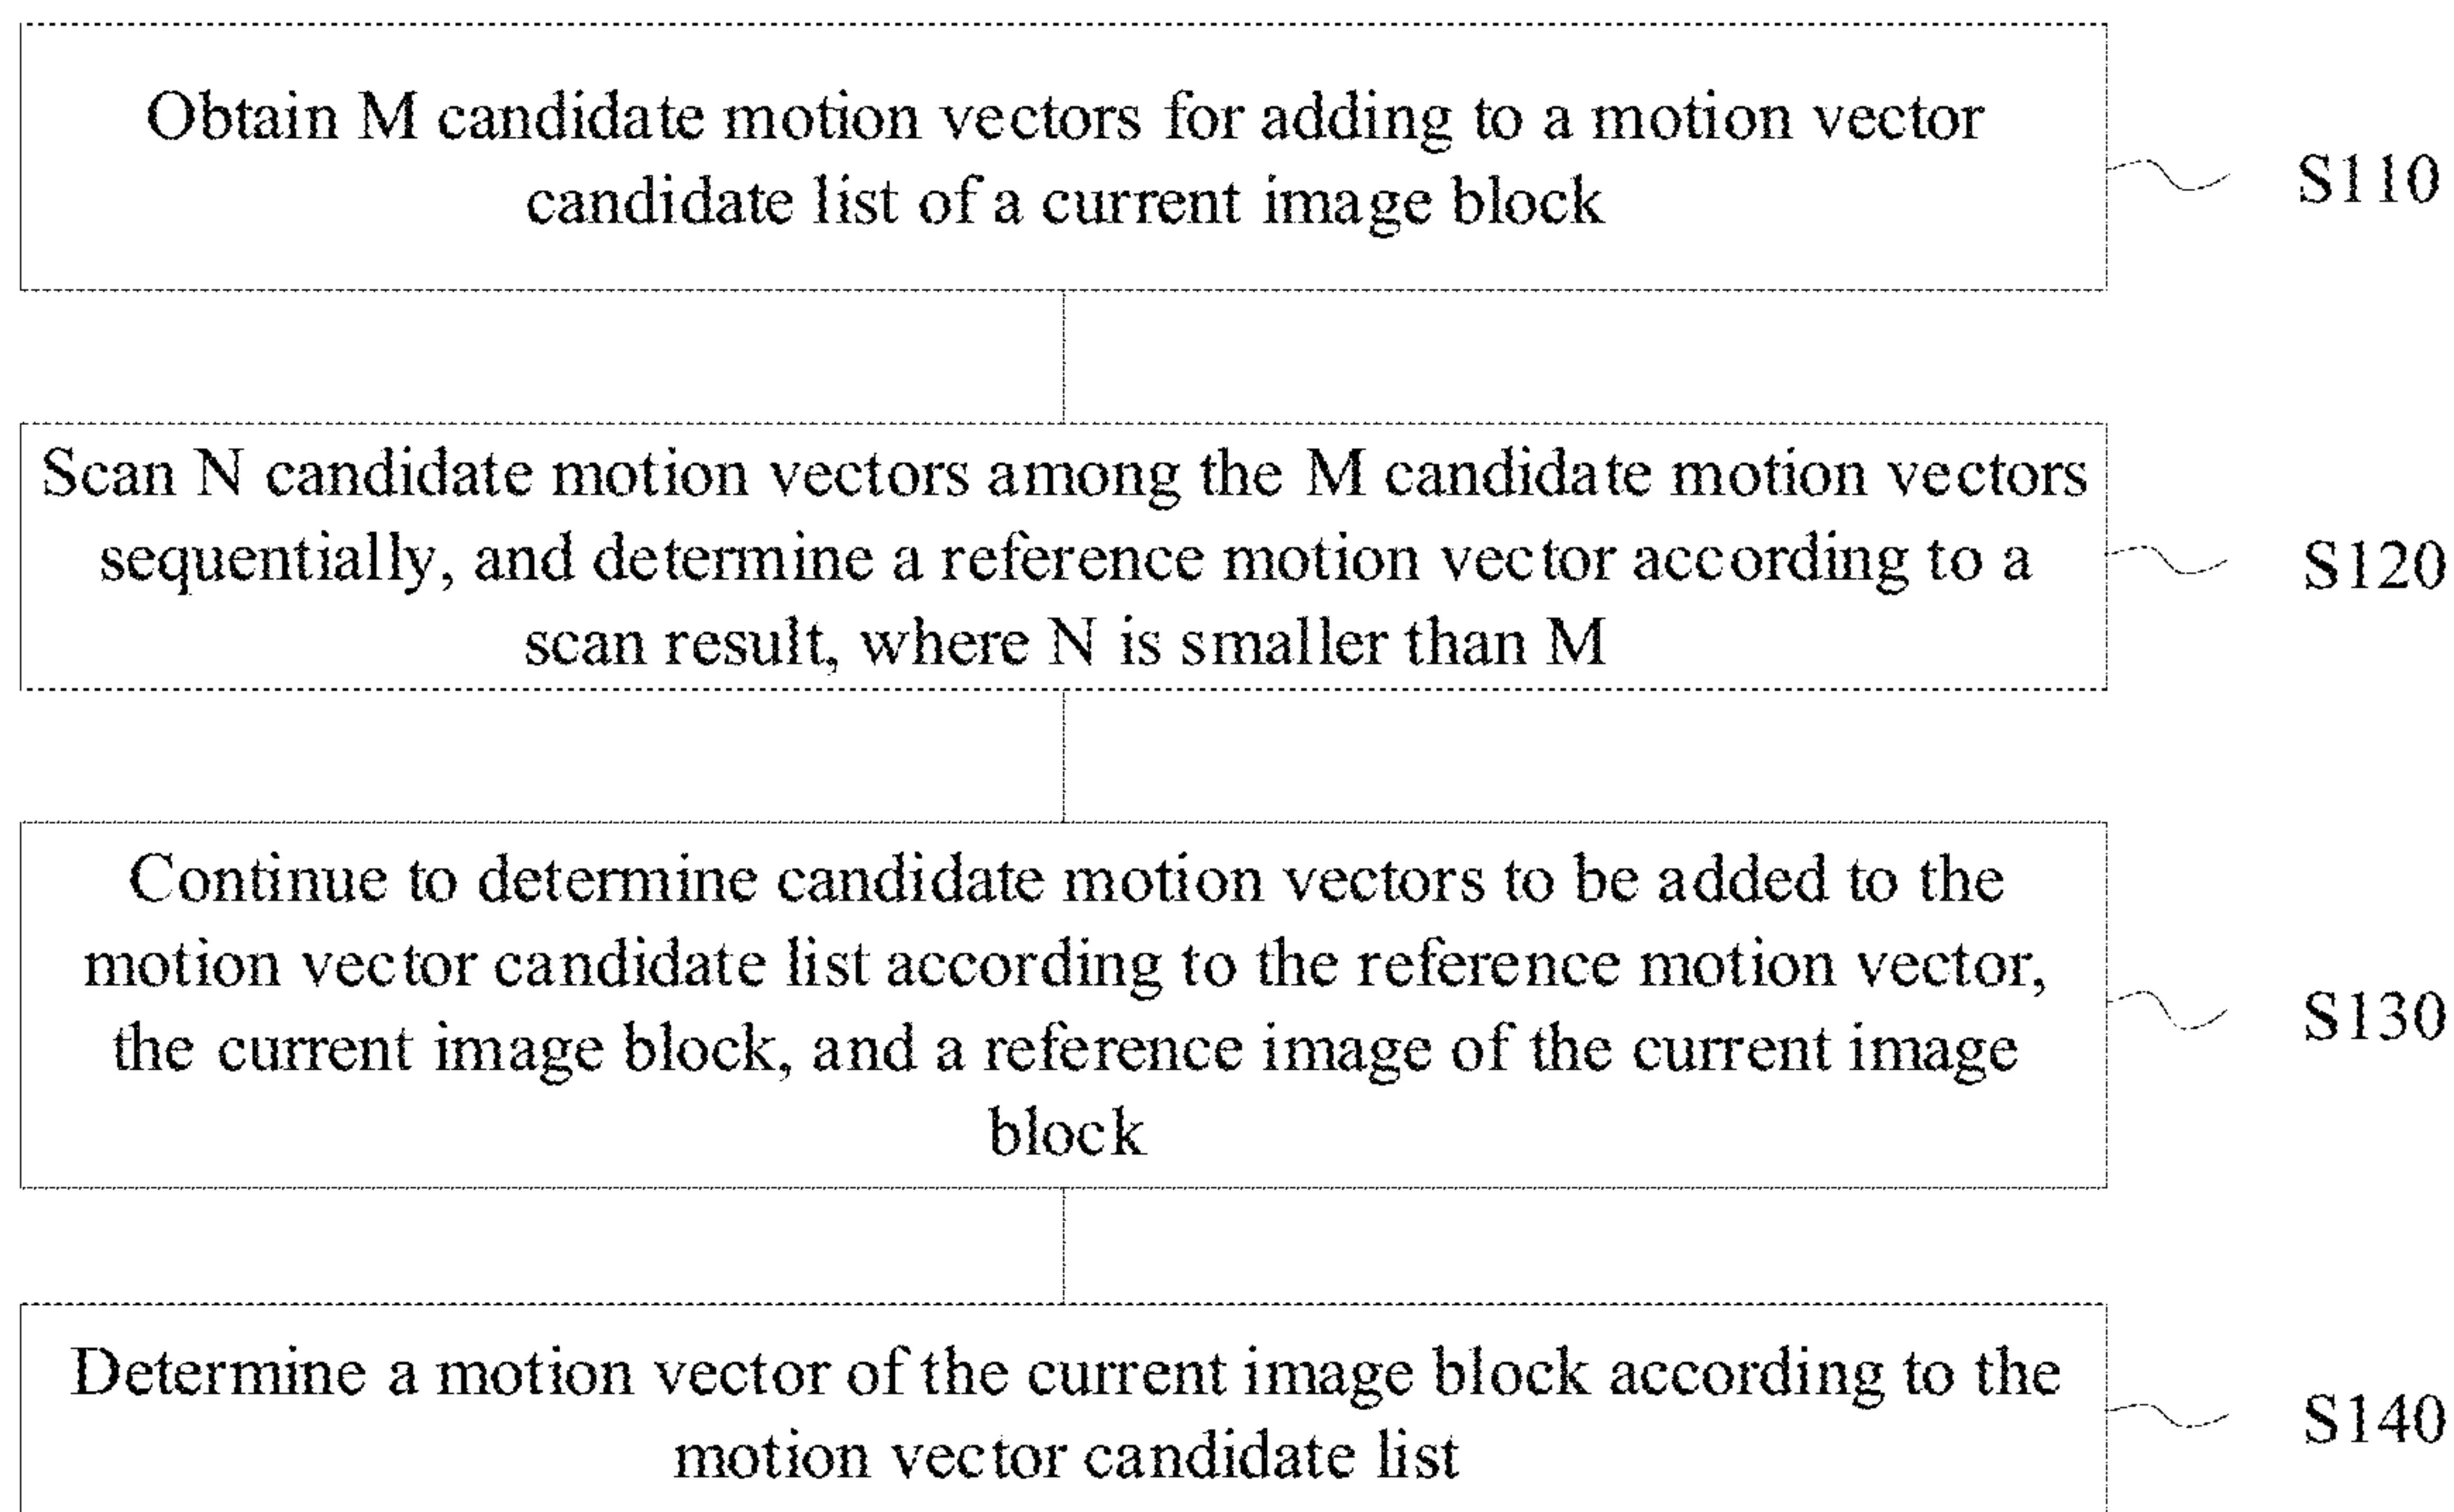 Obtain M candidate motion vectors for adding to a motion vector
candidate list of a current image block
S110
Scan N candidate motion vectors among the M candidate motion vectors
sequentially, and determine a reference motion vector according to a
scan result, where N is smaller than M
S120
Continue to determine candidate motion vectors to be added to the
motion vector candidate list according to the reference motion vector,
the current image block, and a reference image of the current image
block
S130
Determine a motion vector of the current image block according to the
motion vector candidate list
S140